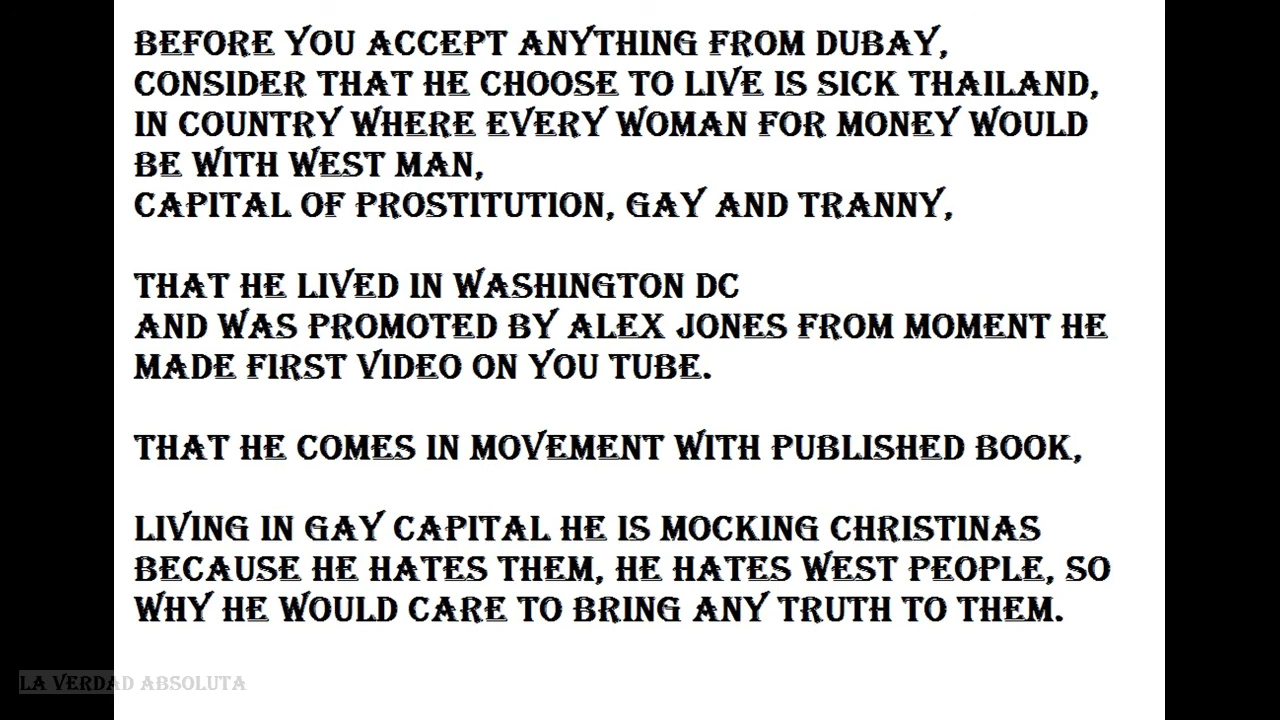 BEFORE YOU ACCEPT ANYTHING FROM DUBAY,
CONSIDER THAT HE CHOOSE TO LIVE IS SICK THAILAND,
IN COUNTRY WHERE EVERY WOMAN FOR MONEY WOULD
BE WITH WEST MAN,
CAPITAL OF PROSTITUTION, GAY AND TRANNY,
THAT HE LIVED IN WASHINGTON DC
AND WAS PROMOTED BY ALEX JONES FROM MOMENT HE
MADE FIRST VIDEO ON YOU TUBE.
THAT HE COMES IN MOVEMENT WITH PUBLISHED BOOK,
LIVING IN GAY CAPITAL HE IS MOCKING CHRISTINAS
BECAUSE HE HATES THEM, HE HATES WEST PEOPLE, SO
WHY HE WOULD CARE TO BRING ANY TRUTH TO THEM.
LA VERDAD ABSOLUTA